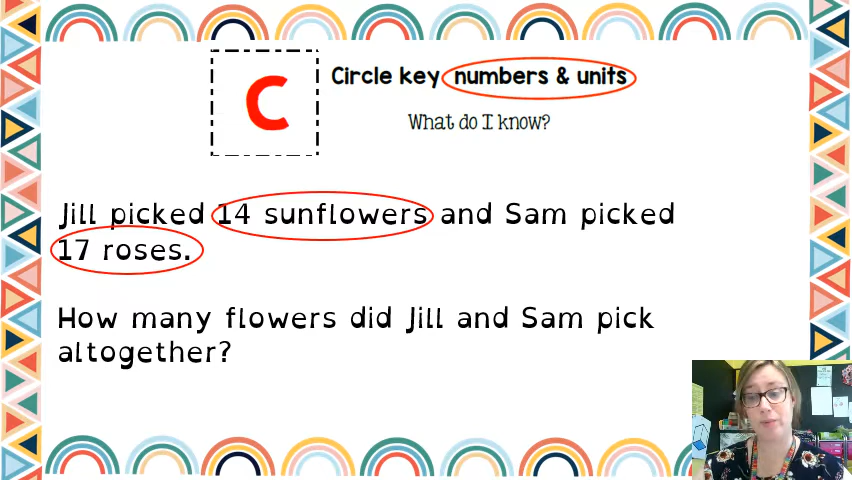 C
Circle key numbers & units
What do I know?
Jill picked 14 sunflowers and Sam picked
17 roses.
How many flowers did Jill and Sam pick
altogether?